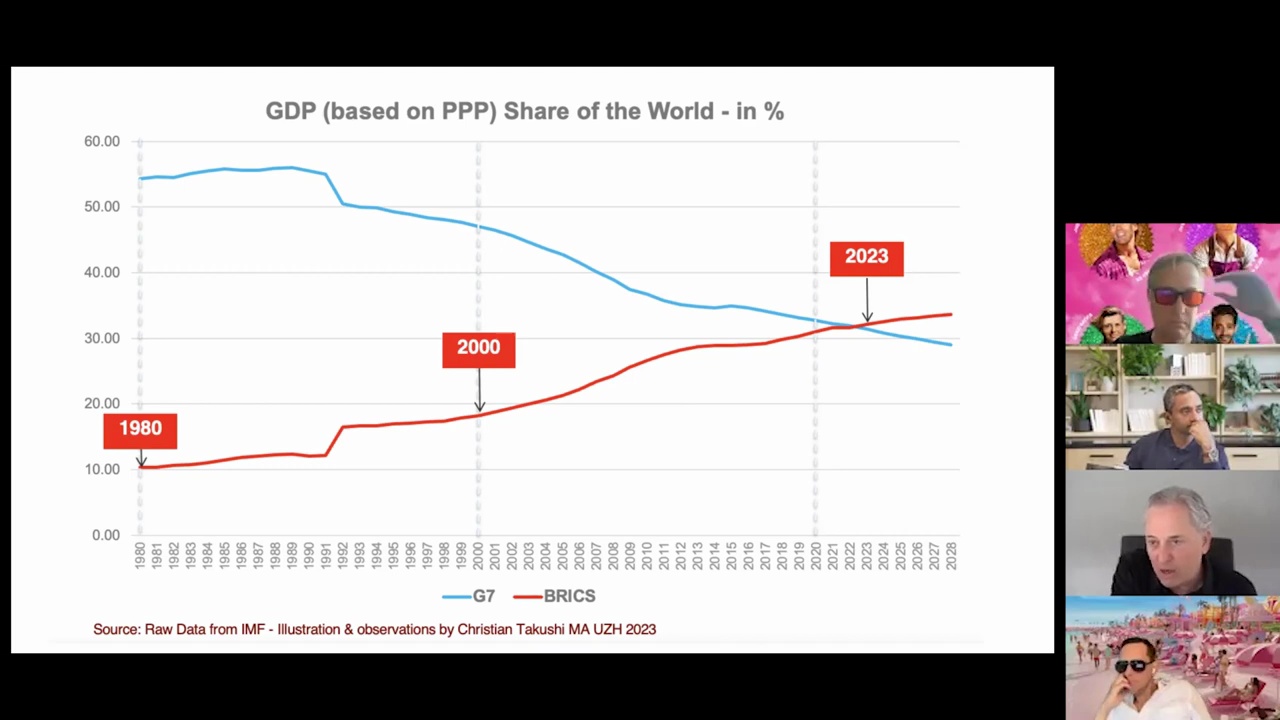 GDP (based on PPP) Share of the World - in %
60.00
50.00
40.00
30.00
20.00
10.00
0.00
1980
2000
2023
1980 1981 1982 1983 1984 1985 1986 1987 1988 1989 1990 1991 1992 1993 1994 1995 1996 1997 1998 1999 2000 2001 2002 2003 2004 2005 2006 2007 2008 2009 2010 2011 2012 2013 2014 2015 2016 2017 2018 2019 2020 2021 2022 2023 2024 2025 2026 2027 2028
G7 BRICS
Source: Raw Data from IMF - Illustration & observations by Christian Takushi MA UZH 2023